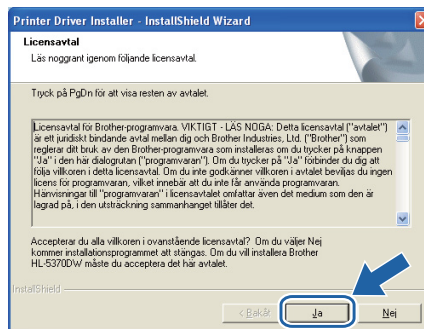 Printer Driver Installer - InstallShield Wizard
Licensavtal
Läs noggrant igenom följande licensavtal.
Tryck på PgDn för att visa resten av avtalet.
Licensavtal för Brother-programvara. VIKTIGT - LÄS NOGA: Detta licensavtal ("avtalet")
är ett juridiskt bindande avtal mellan dig och Brother Industries, Ltd. ("Brother") som
reglerar ditt bruk av den Brother-programvara som installeras om du trycker på knappen
"Ja" i den här dialogrutan ("programvaran"). Om du trycker på "Ja" förbinder du dig att
följa villkoren i detta licensavtal. Om du inte godkänner villkoren i avtalet beviljas du ingen
licens för programvaran, vilket innebär att du inte får använda programvaran.
Hänvisningar till "programvaran" i licensavtalet omfattar även det medium som den är
lagrad på, i den utsträckning sammanhanget tillåter det.
Accepterar du alla villkoren i ovanstående licensavtal? Om du väljer Nej
kommer installationsprogrammet att stängas. Om du vill installera Brother
HL-5370DW måste du acceptera det här avtalet.
InstallShield
< Bakåt Ja Nej